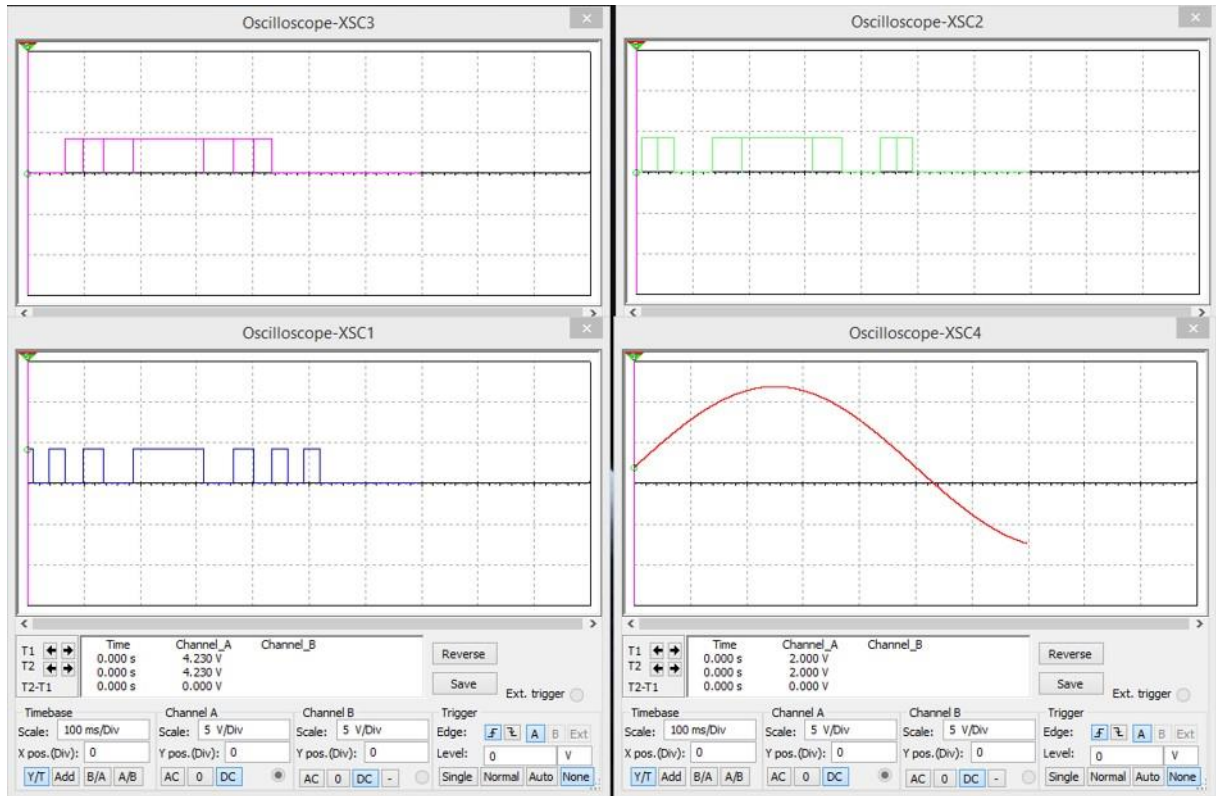 Oscilloscope-XSC3
Oscilloscope-XSC2
Oscilloscope-XSC1
Oscilloscope-XSC4
Time Channel_A Channel_B
T1 0.000 s 4.230 V
T2 0.000 s 4.230 V
T2-T1 0.000 s 0.000 V
Reverse
Save
Ext. trigger
Timebase
Scale: 100 ms/Div
X pos.(Div): 0
Y/T Add B/A A/B
Channel A
Scale: 5 V/Div
Y pos.(Div): 0
AC 0 DC
Channel B
Scale: 5 V/Div
Y pos.(Div): 0
AC 0 DC -
Trigger
Edge: A B Ext
Level: 0 V
Single Normal Auto None
Time Channel_A Channel_B
T1 0.000 s 2.000 V
T2 0.000 s 2.000 V
T2-T1 0.000 s 0.000 V
Reverse
Save
Ext. trigger
Timebase
Scale: 100 ms/Div
X pos.(Div): 0
Y/T Add B/A A/B
Channel A
Scale: 5 V/Div
Y pos.(Div): 0
AC 0 DC
Channel B
Scale: 5 V/Div
Y pos.(Div): 0
AC 0 DC -
Trigger
Edge: A B Ext
Level: 0 V
Single Normal Auto None